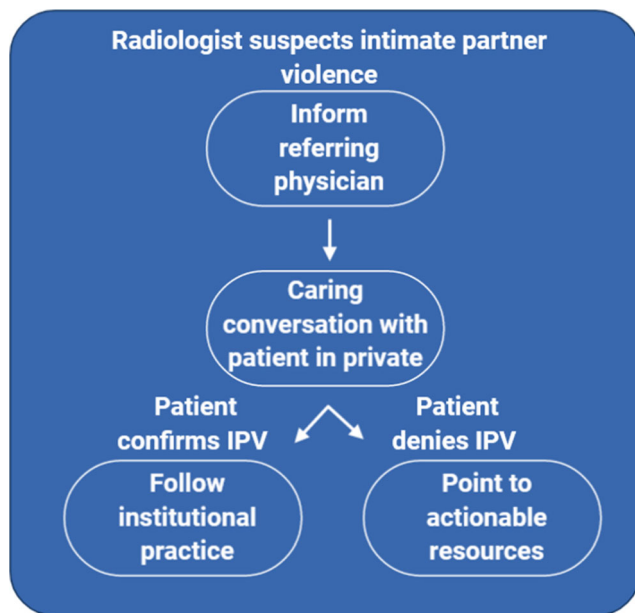 Radiologist suspects intimate partner
violence
Inform
referring
physician
Caring
conversation with
patient in private
Patient
confirms IPV
Patient
denies IPV
Follow
institutional
practice
Point to
actionable
resources